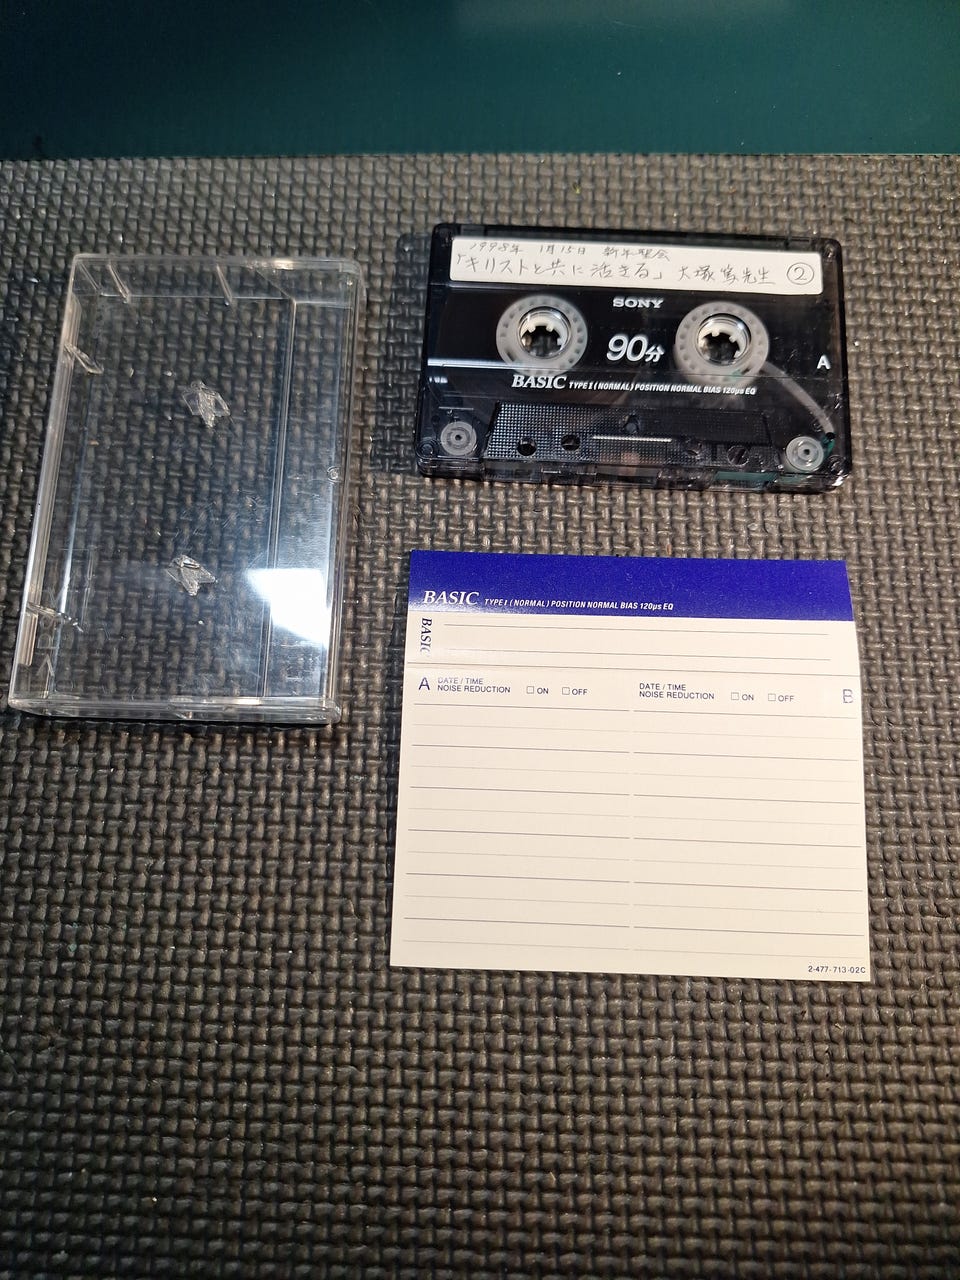 1998年 1月15日 新年聖会
「キリストと共に活きる」 大塚 先生 ②
SONY
90分
A
BASIC TYPE I (NORMAL) POSITION NORMAL BIAS 120μs EQ
BASIC TYPE I (NORMAL) POSITION NORMAL BIAS 120μs EQ
BASIC
A DATE / TIME
NOISE REDUCTION □ ON □ OFF
DATE / TIME B
NOISE REDUCTION □ ON □ OFF
2-477-713-02C